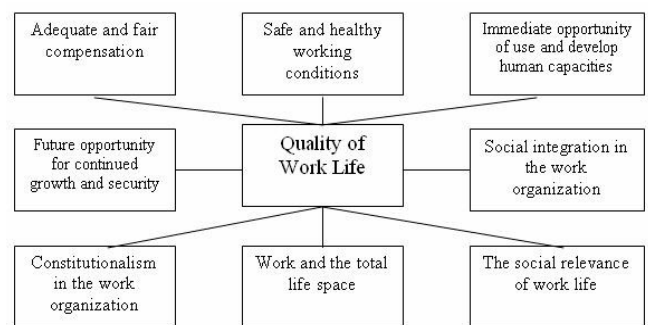 Adequate and fair
compensation
Safe and healthy
working
conditions
Immediate opportunity
of use and develop
human capacities
Future opportunity
for continued
growth and security
Quality of
Work Life
Social integration in
the work
organization
Constitutionalism
in the work
organization
Work and the total
life space
The social relevance
of work life